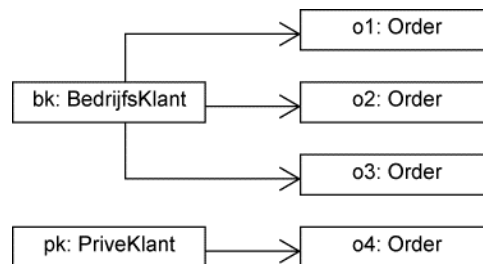 o1: Order
bk: BedrijfsKlant
o2: Order
o3: Order
pk: PriveKlant
o4: Order